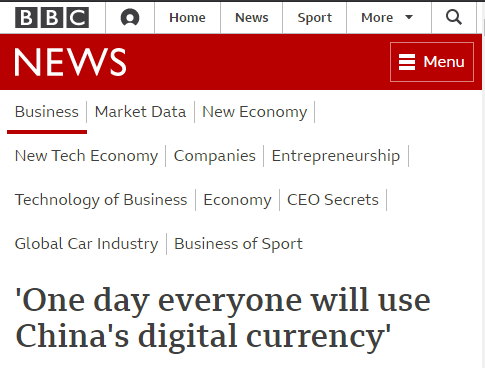 BBC Home News Sport More
NEWS Menu
Business Market Data New Economy
New Tech Economy Companies Entrepreneurship
Technology of Business Economy CEO Secrets
Global Car Industry Business of Sport
'One day everyone will use
China's digital currency'